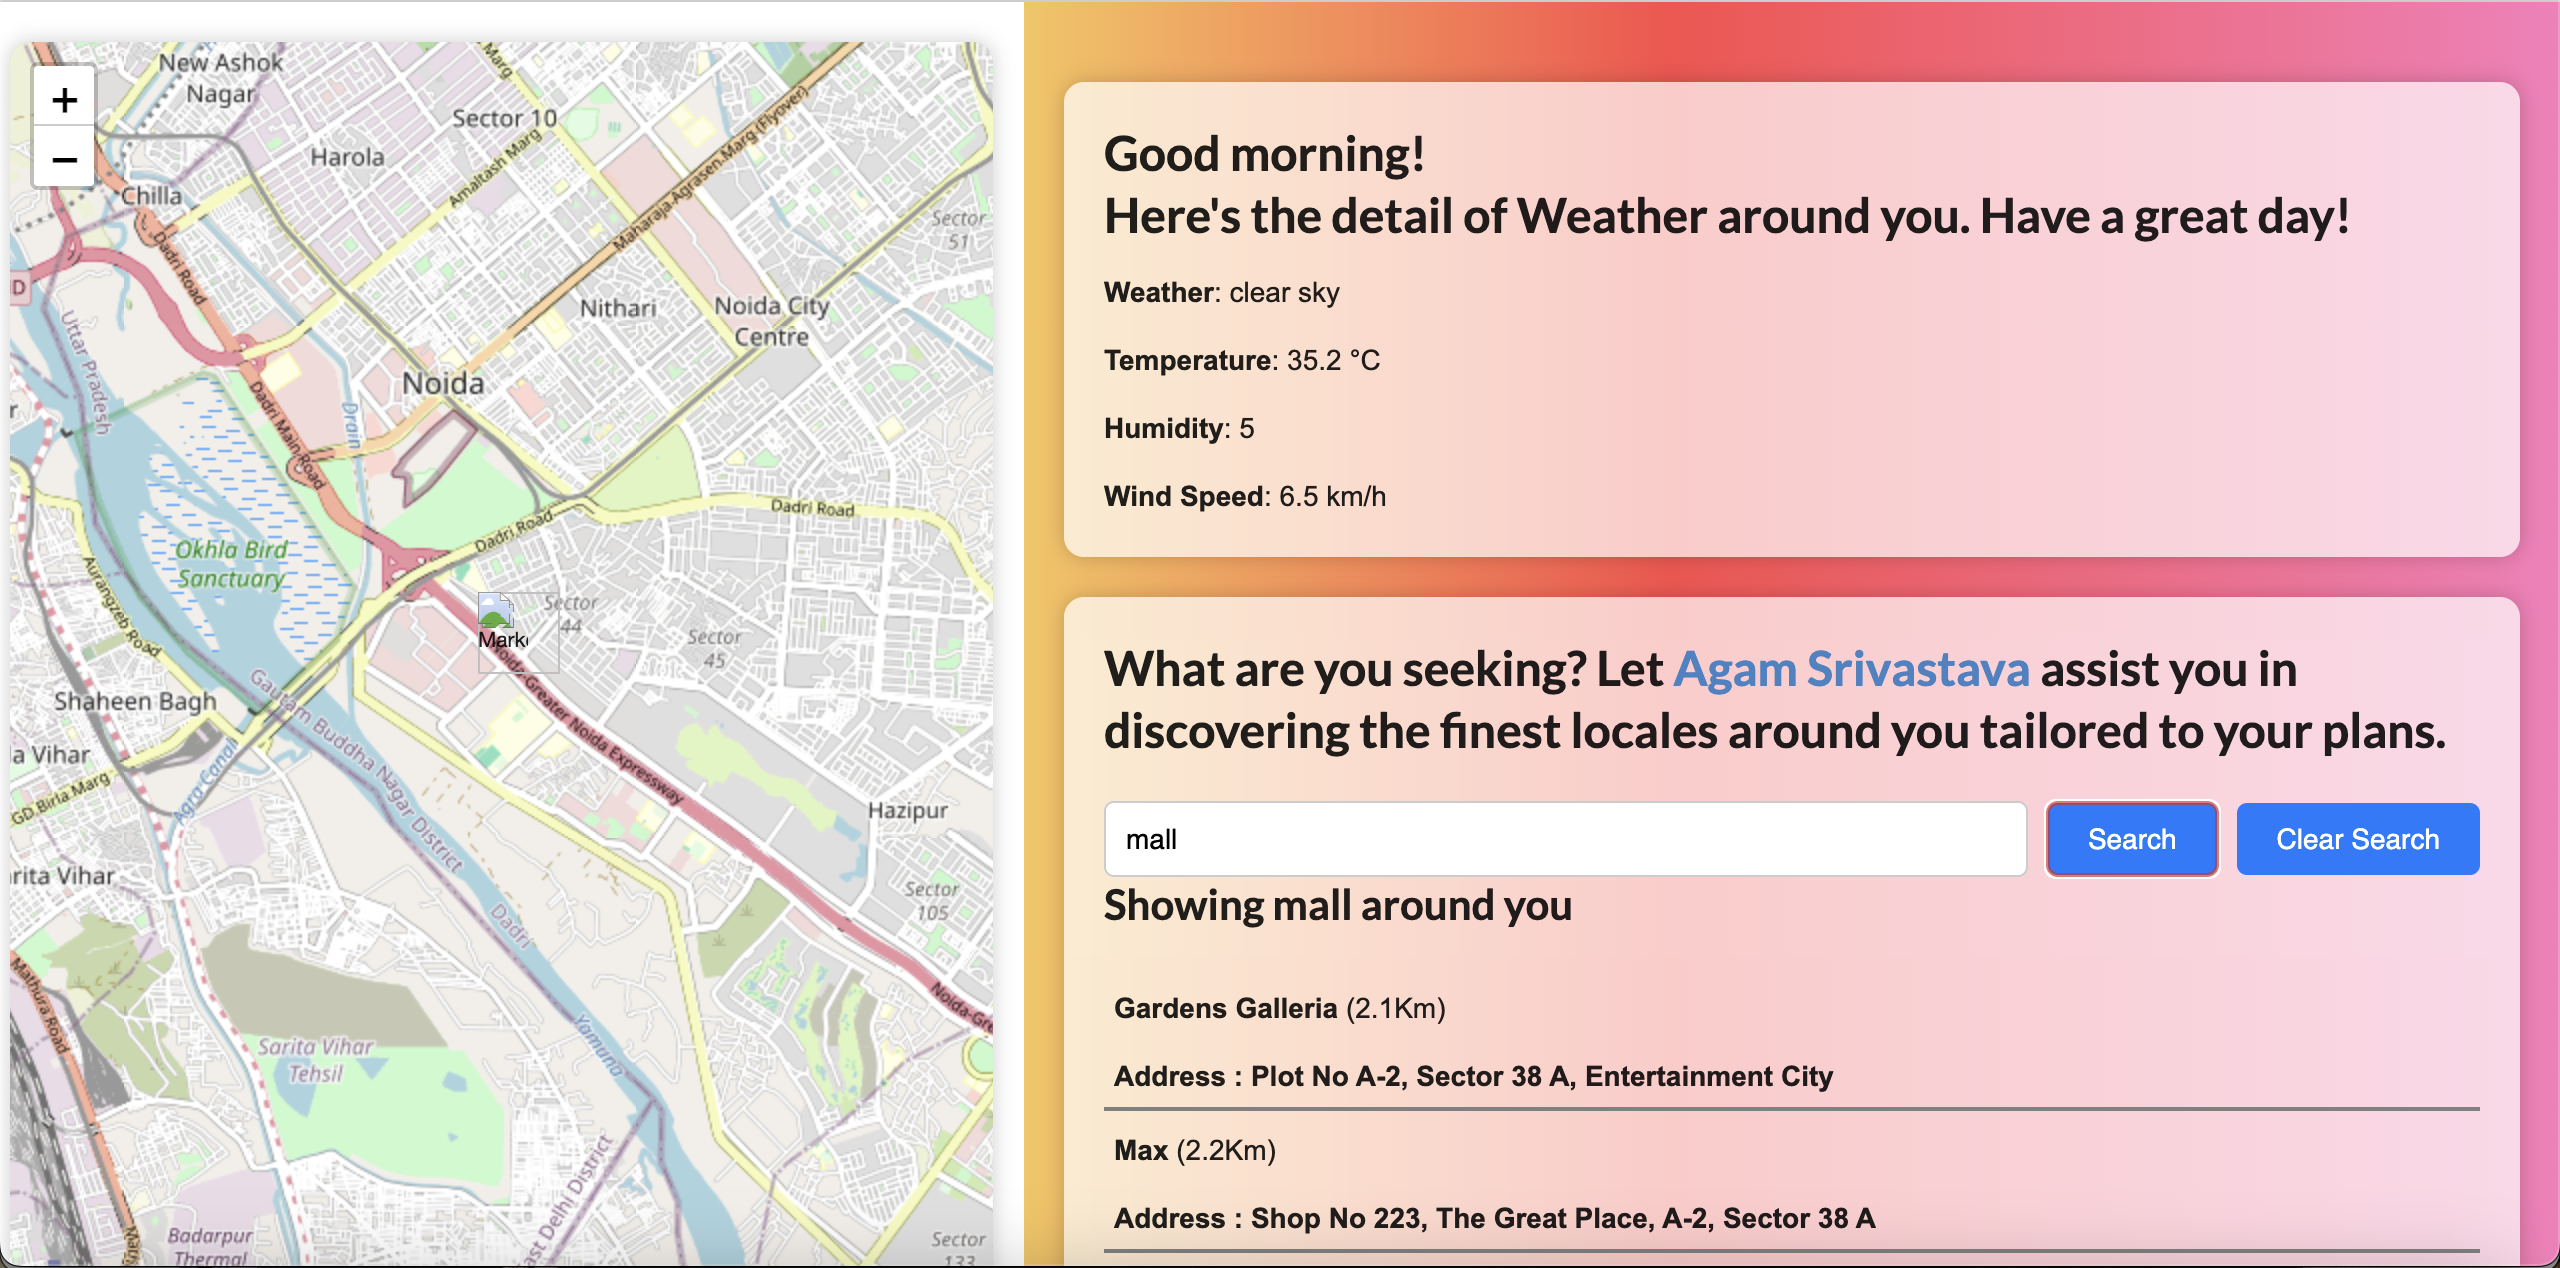 New Ashok
Nagar
Marg
Sector 10
Harola
Amaltash Marg
Maharaja Agrasen Marg (Flyover)
+
−
Chilla
Sector
51
Dadri Road
D
Nithari
Noida City
Centre
Uttar Pradesh
Noida
Drain
Dadri Main Road
Dadri Road
Dadri Road
Okhla Bird
Sanctuary
Aurangzeb Road
Sector
44
Marke
Sector
45
Noida-Greater Noida Expressway
Shaheen Bagh
Gautam Buddha Nagar District
a Vihar
Agra Canal
GD Birla Marg
Hazipur
rita Vihar
Sector
105
Dadri
Mathura Road
Noida-Gre
Yamuna
Sarita Vihar
Tehsil
ast Delhi District
Badarpur
Thermal
Sector
133
Good morning!
Here's the detail of Weather around you. Have a great day!
Weather: clear sky
Temperature: 35.2 °C
Humidity: 5
Wind Speed: 6.5 km/h
What are you seeking? Let Agam Srivastava assist you in
discovering the finest locales around you tailored to your plans.
mall
Search
Clear Search
Showing mall around you
Gardens Galleria (2.1Km)
Address : Plot No A-2, Sector 38 A, Entertainment City
Max (2.2Km)
Address : Shop No 223, The Great Place, A-2, Sector 38 A